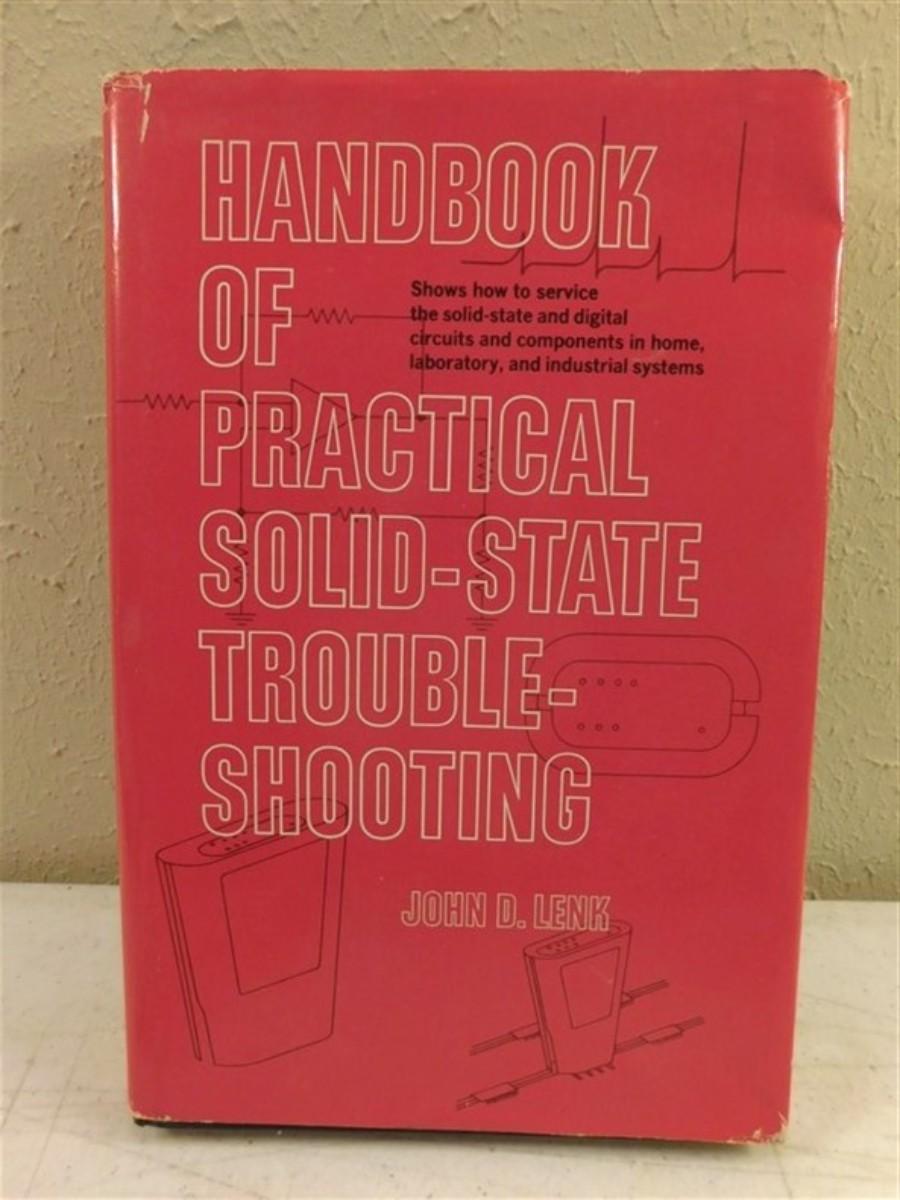 HANDBOOK
OF
Shows how to service
the solid-state and digital
circuits and components in home,
laboratory, and industrial systems
PRACTICAL
SOLID-STATE
TROUBLE-
SHOOTING
JOHN D. LENK